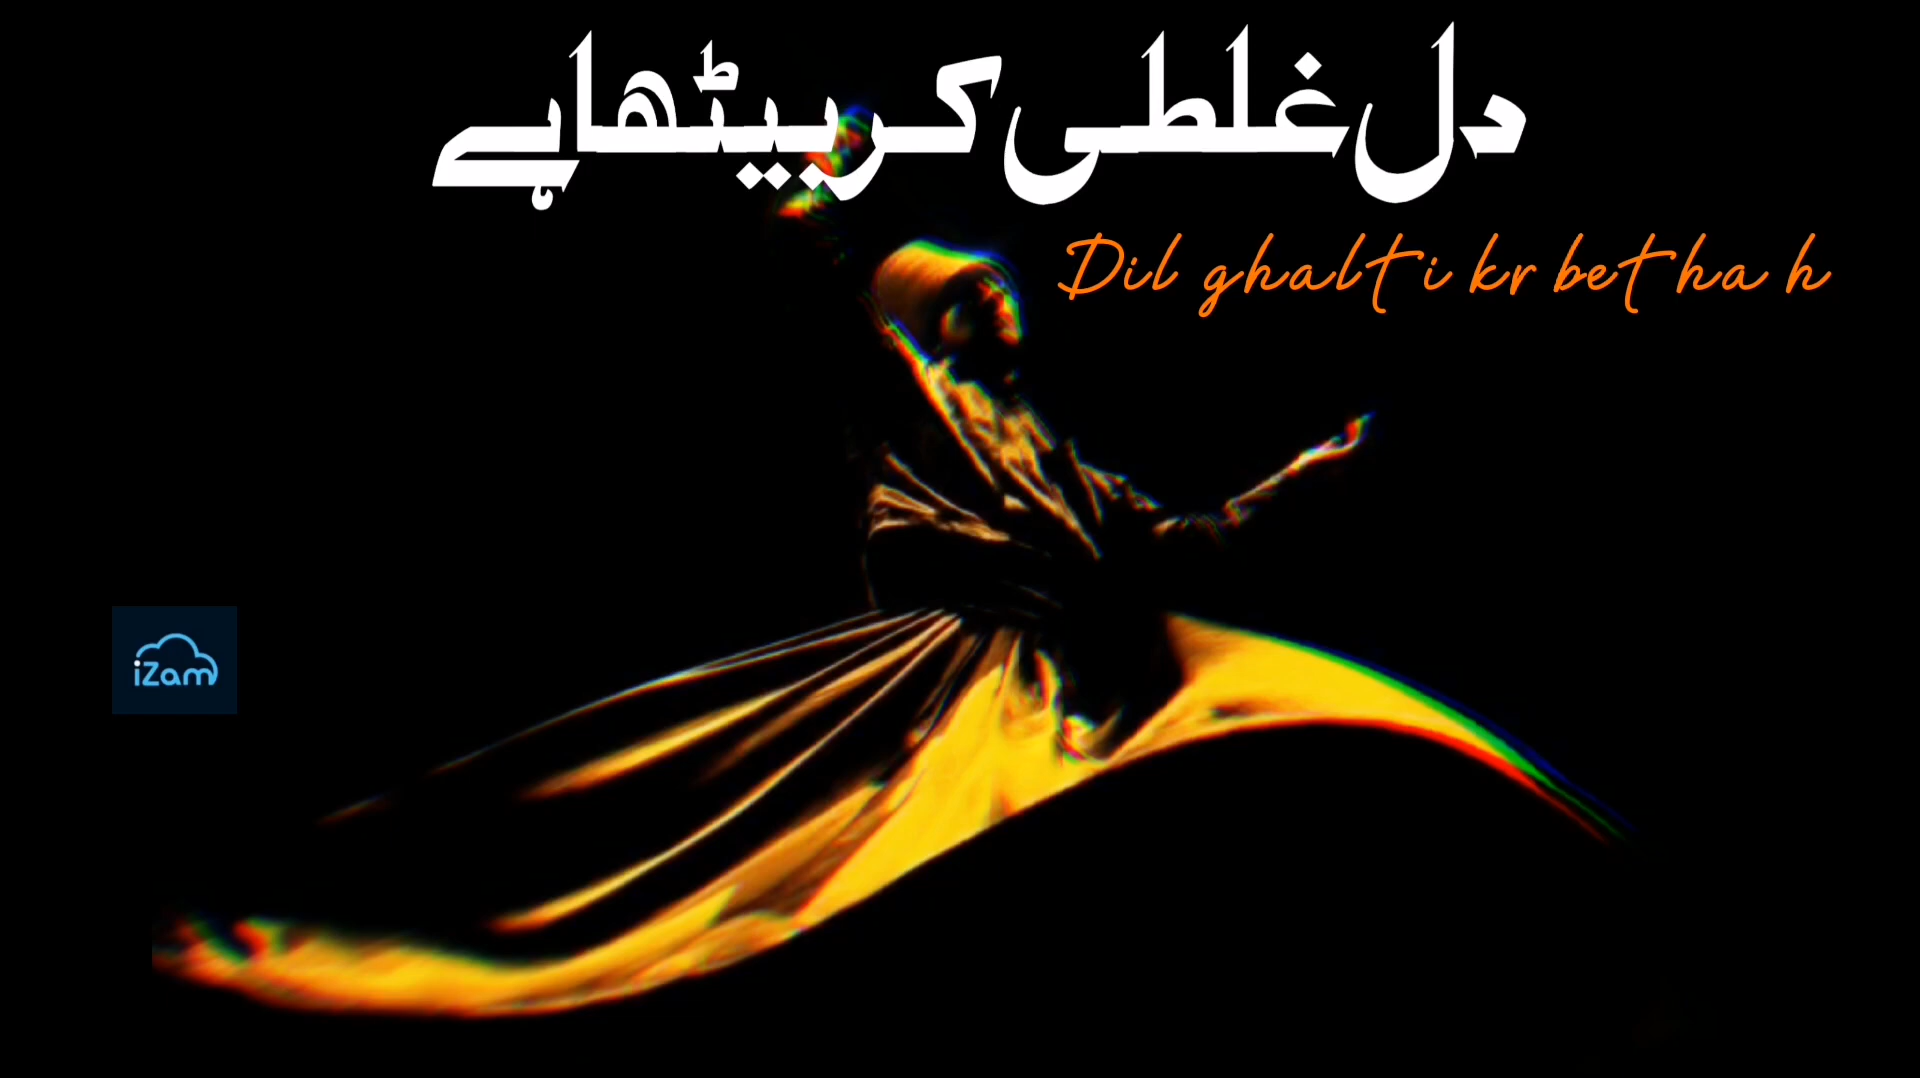 دل غلطی کر بیٹھا ہے
Dil ghalti kr betha h
iZam